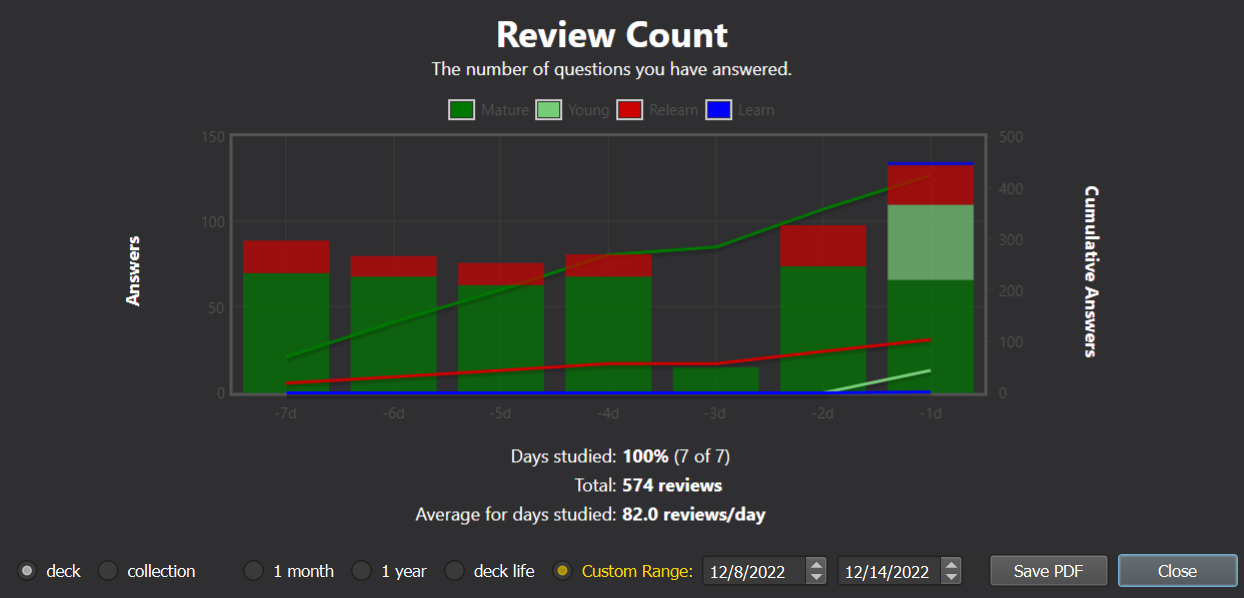 Review Count
The number of questions you have answered.
Mature Young Relearn Learn
150 500
400
100
300
Answers
Cumulative Answers
200
50
100
0 0
-7d -6d -5d -4d -3d -2d -1d
Days studied: 100% (7 of 7)
Total: 574 reviews
Average for days studied: 82.0 reviews/day
deck collection 1 month 1 year deck life Custom Range: 12/8/2022 12/14/2022 Save PDF Close